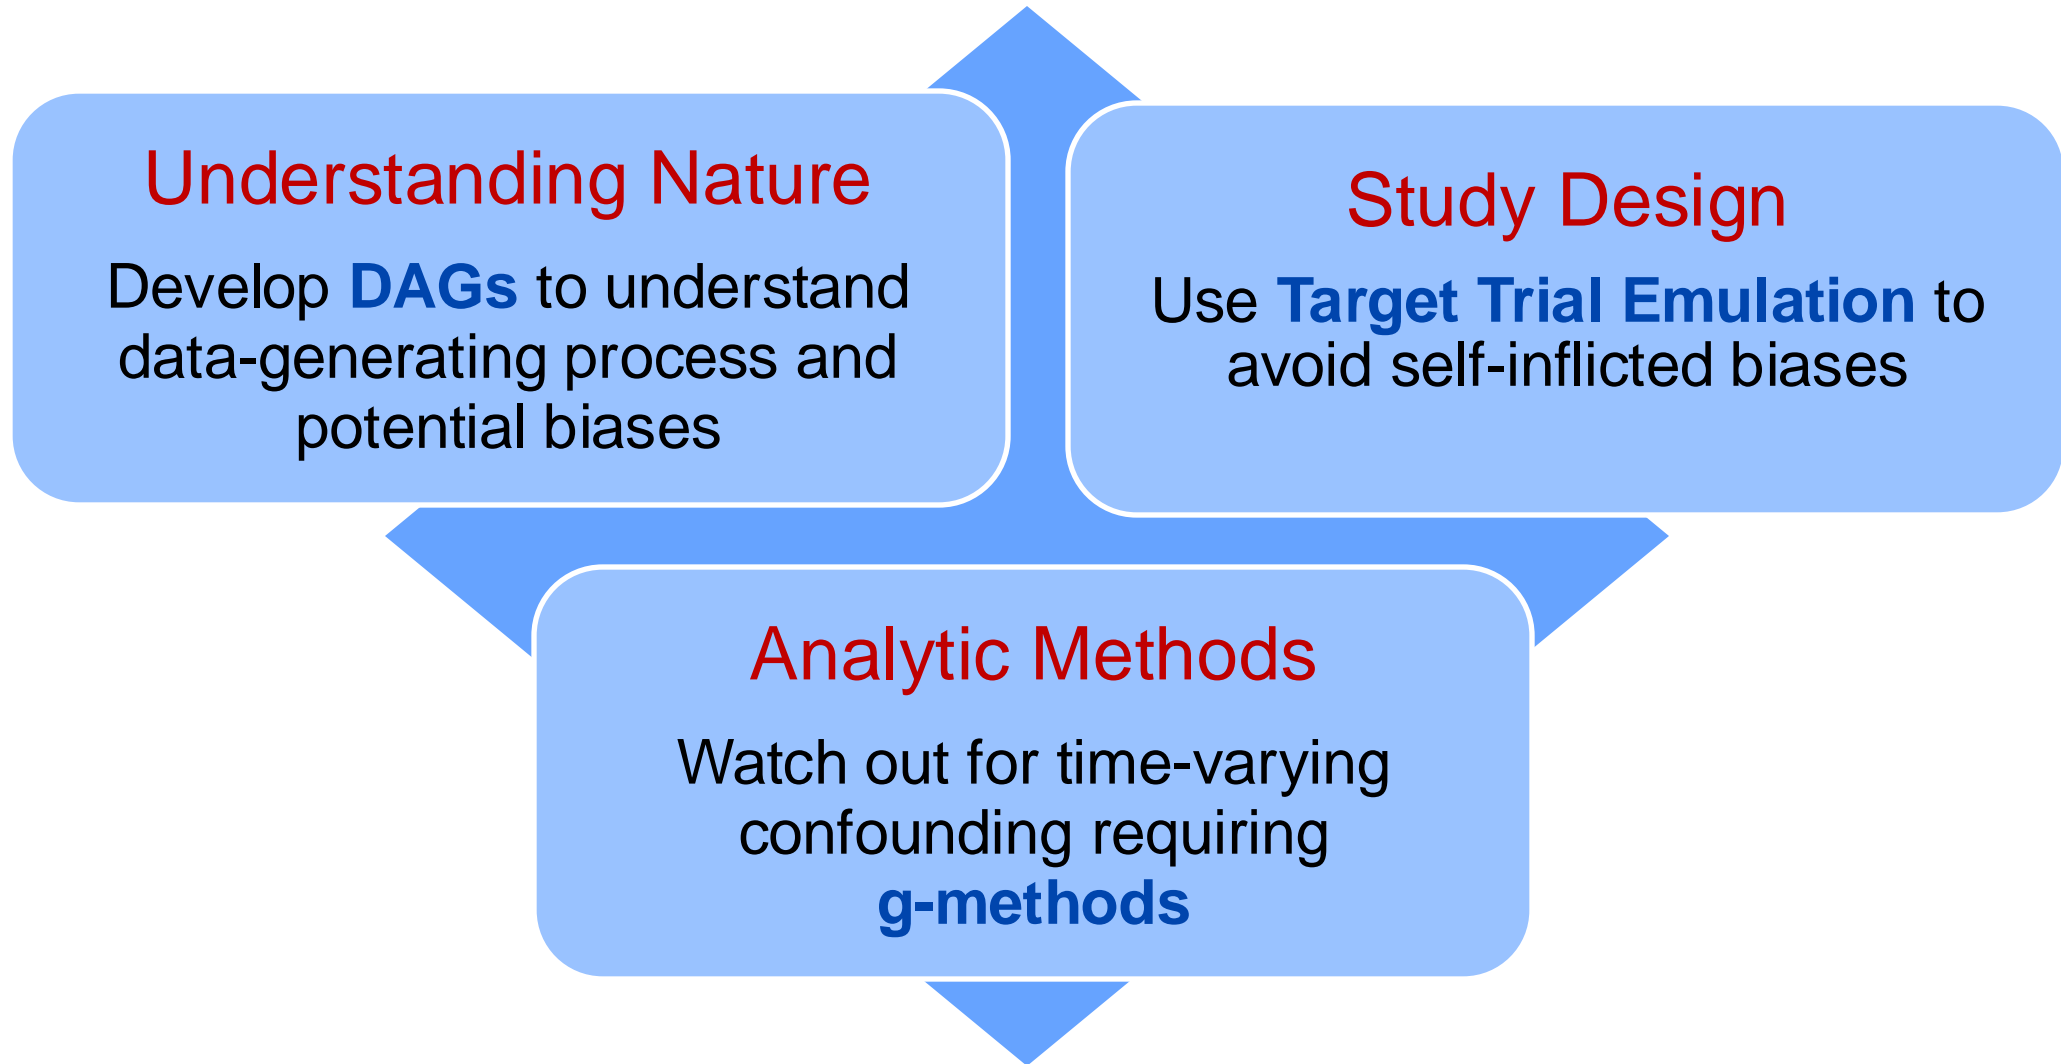 Understanding Nature
Develop DAGs to understand
data-generating process and
potential biases
Study Design
Use Target Trial Emulation to
avoid self-inflicted biases
Analytic Methods
Watch out for time-varying
confounding requiring
g-methods